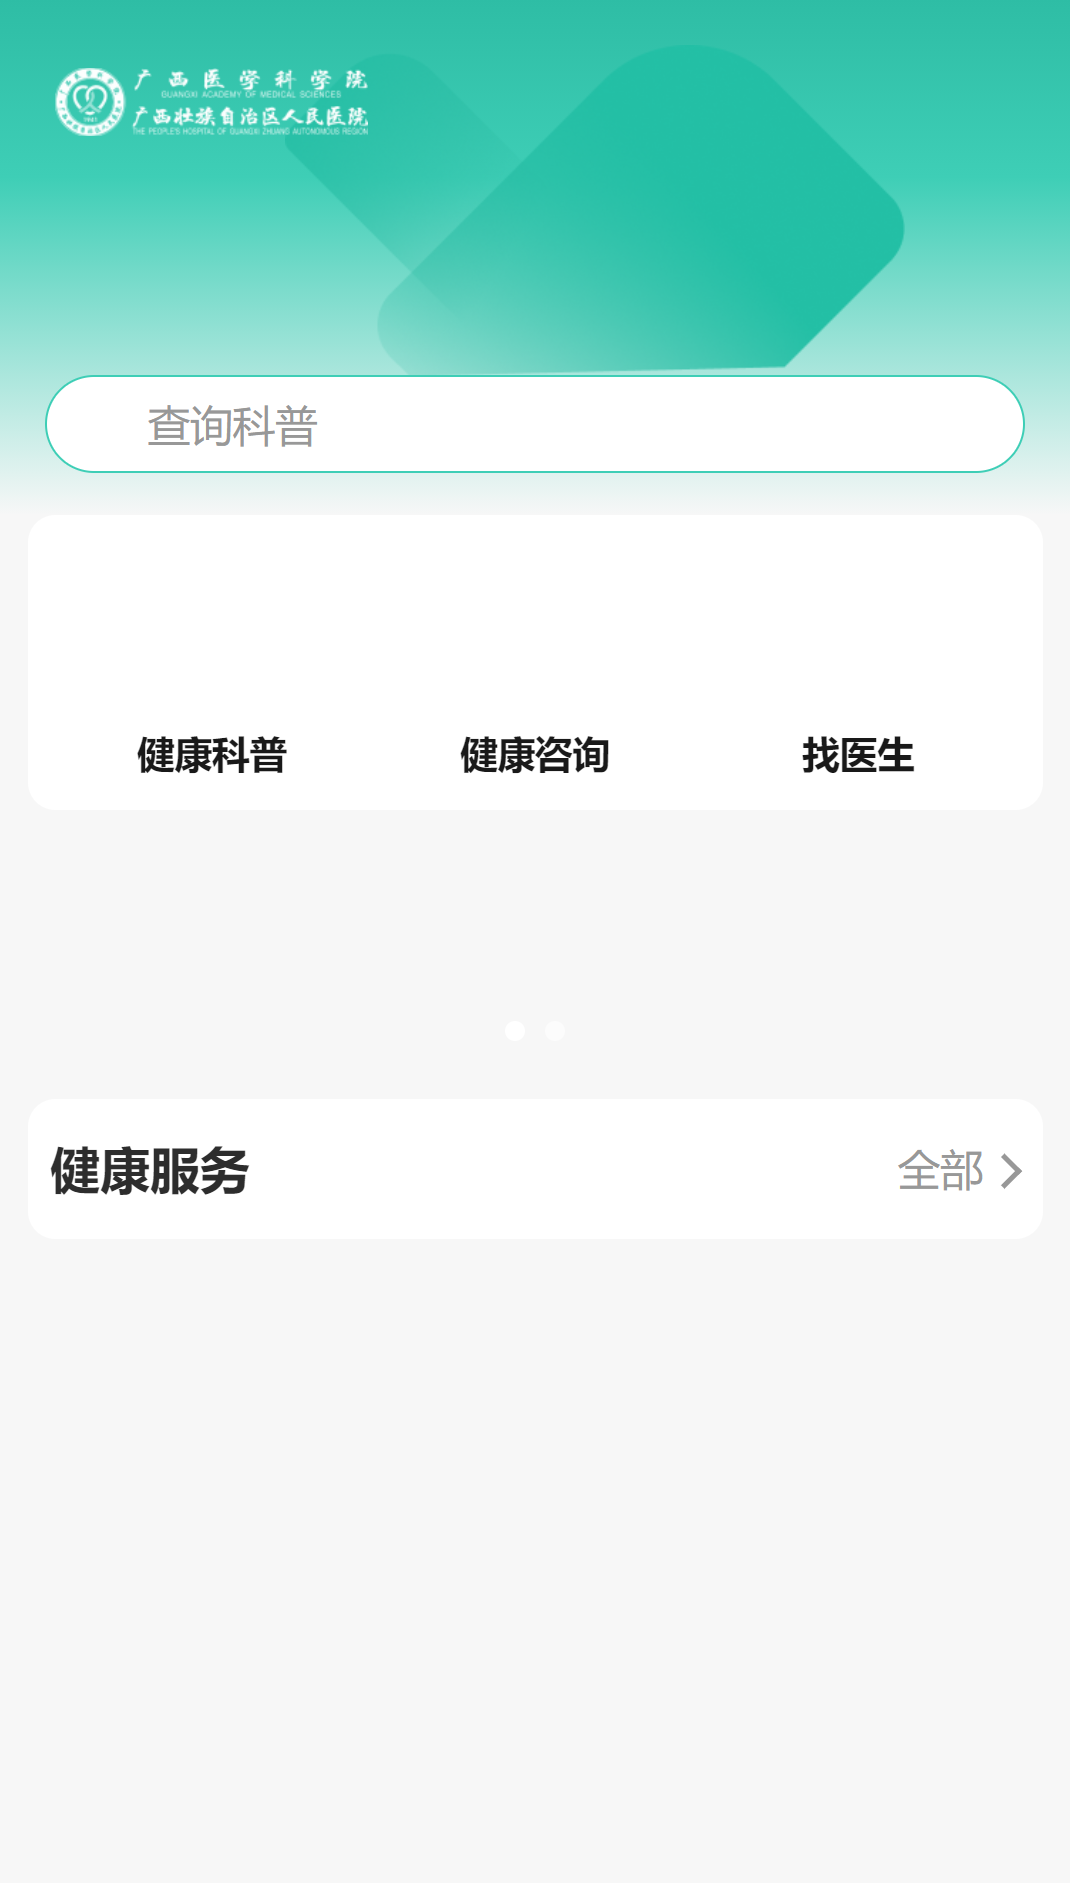 广西医学科学院
GUANGXI ACADEMY OF MEDICAL SCIENCES
广西壮族自治区人民医院
THE PEOPLE'S HOSPITAL OF GUANGXI ZHUANG AUTONOMOUS REGION
查询科普
健康科普
健康咨询
找医生
健康服务
全部